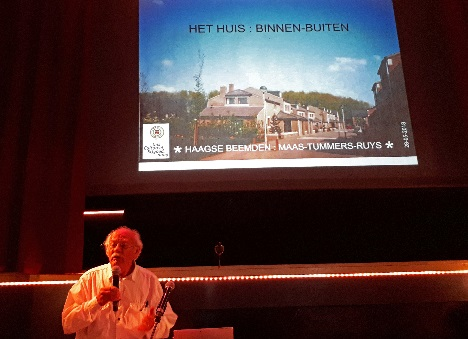 HET HUIS : BINNEN-BUITEN
* HAAGSE BEEMDEN : MAAS-TUMMERS-RUYS *